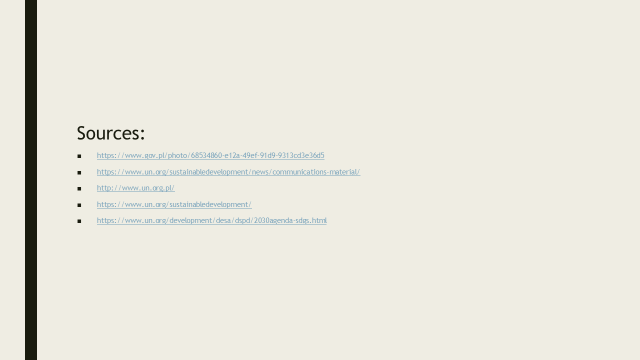 Sources:
https://www.gov.pl/photo/68534860-e12a-49ef-91d9-9313cd3e36d5
https://www.un.org/sustainabledevelopment/news/communications-material/
http://www.un.org.pl/
https://www.un.org/sustainabledevelopment/
https://www.un.org/development/desa/dspd/2030agenda-sdgs.html